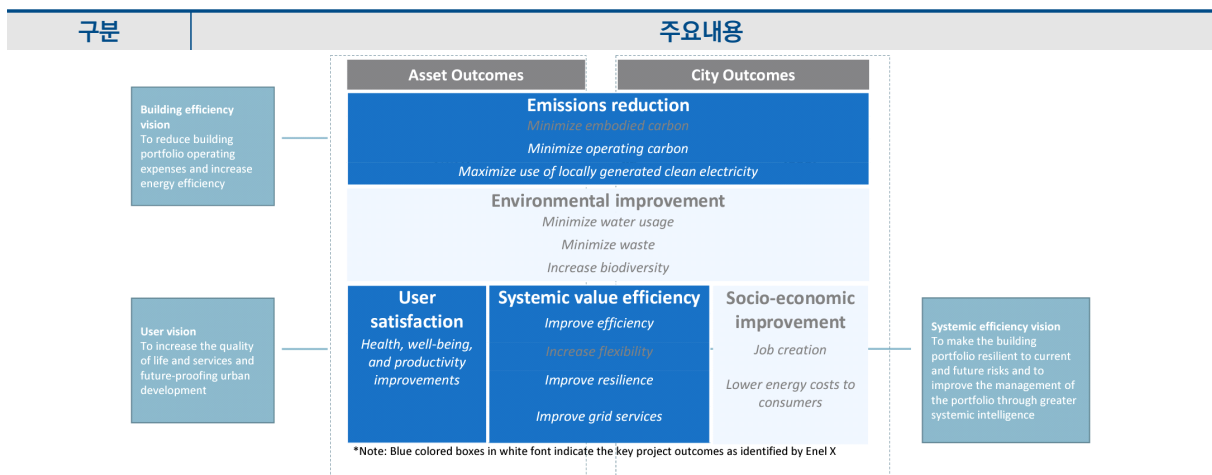 구분
주요내용
Asset Outcomes
City Outcomes
Building efficiency
vision
To reduce building
portfolio operating
expenses and increase
energy efficiency
Emissions reduction
Minimize embodied carbon
Minimize operating carbon
Maximize use of locally generated clean electricity
Environmental improvement
Minimize water usage
Minimize waste
Increase biodiversity
User vision
To increase the quality
of life and services and
future-proofing urban
development
User
satisfaction
Health, well-being,
and productivity
improvements
Systemic value efficiency
Improve efficiency
Increase flexibility
Improve resilience
Improve grid services
Socio-economic
improvement
Job creation
Lower energy costs to
consumers
Systemic efficiency vision
To make the building
portfolio resilient to current
and future risks and to
improve the management of
the portfolio through greater
systemic intelligence
*Note: Blue colored boxes in white font indicate the key project outcomes as identified by Enel X